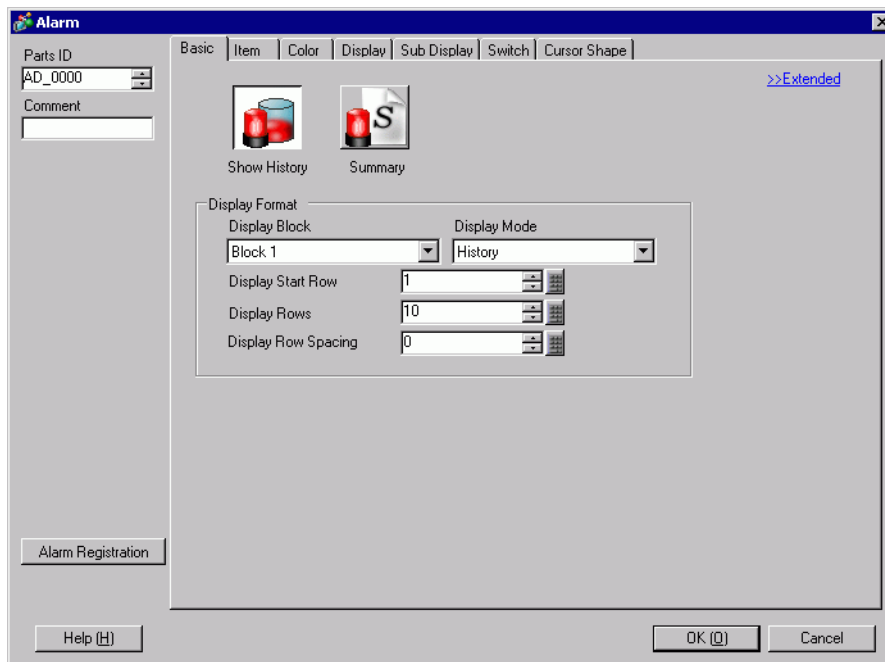 Alarm
Parts ID
AD_0000
Comment
Basic Item Color Display Sub Display Switch Cursor Shape
>>Extended
S
Show History Summary
Display Format
Display Block Display Mode
Block 1 History
Display Start Row 1
Display Rows 10
Display Row Spacing 0
Alarm Registration
Help (H) OK (O) Cancel